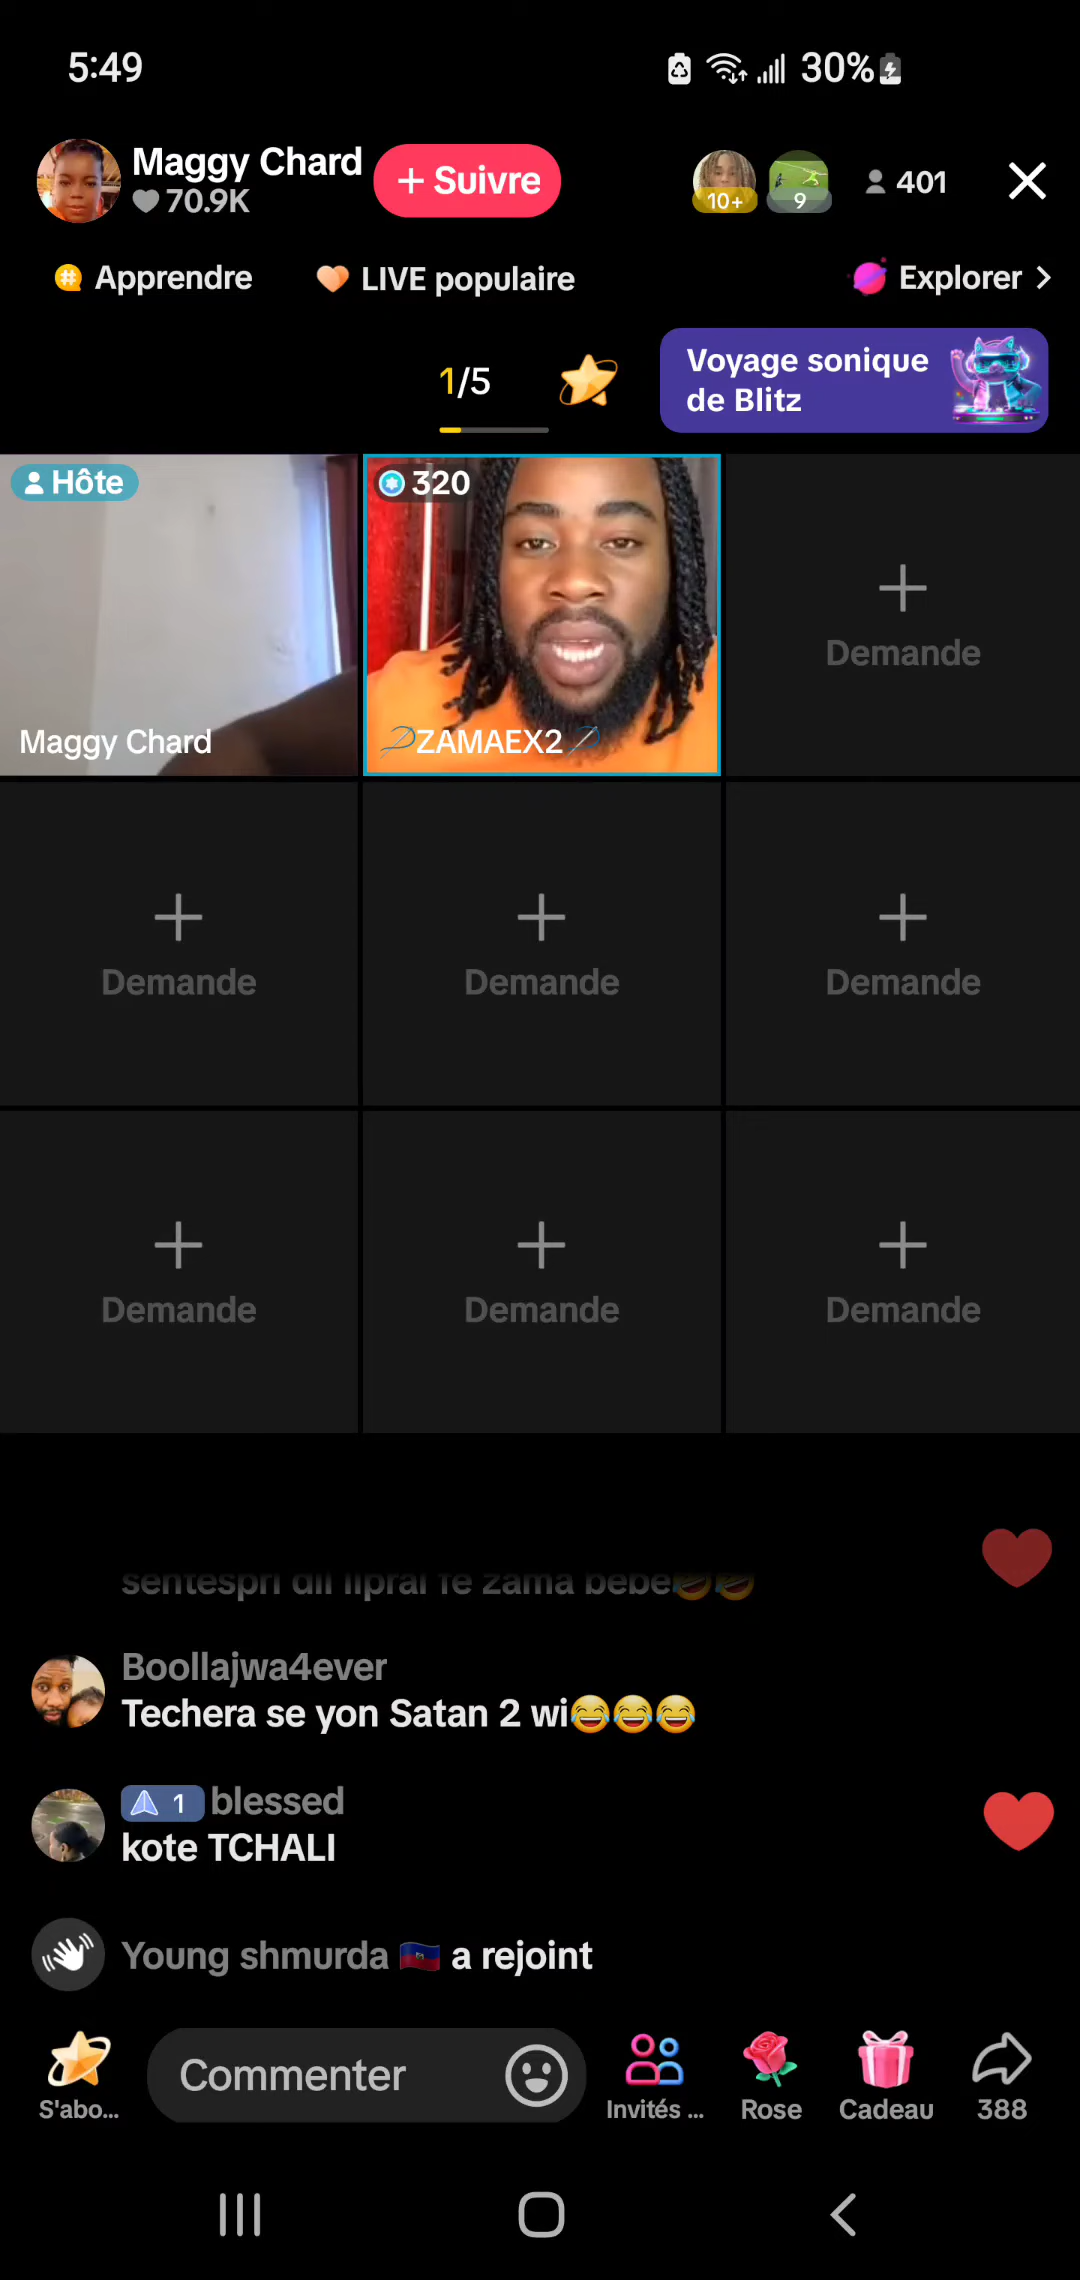 5:49
30%
Maggy Chard
70.9K
+ Suivre
10+
9
401
Apprendre
LIVE populaire
Explorer
1/5
Voyage sonique
de Blitz
Hôte
320
Maggy Chard
ZAMAEX2
Demande
Demande
Demande
Demande
Demande
Demande
Demande
sentespri dil lipral fe zama bebe🤣🤣
Boollajwa4ever
Techera se yon Satan 2 wi😂😂😂
1 blessed
kote TCHALI
Young shmurda 🇭🇹 a rejoint
Commenter
S'abo...
Invités ...
Rose
Cadeau
388